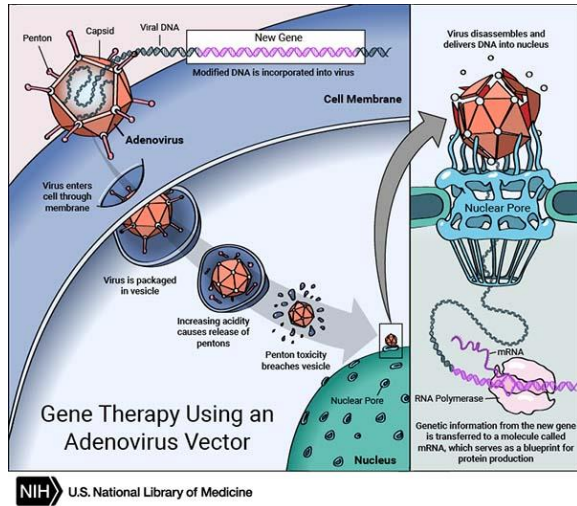 Penton
Capsid
Viral DNA
New Gene
Modified DNA is incorporated into virus
Adenovirus
Cell Membrane
Virus enters
cell through
membrane
Virus is packaged
in vesicle
Increasing acidity
causes release of
pentons
Penton toxicity
breaches vesicle
Nuclear Pore
Nucleus
Gene Therapy Using an
Adenovirus Vector
Virus disassembles and
delivers DNA into nucleus
Nuclear Pore
mRNA
RNA Polymerase
Genetic information from the new gene
is transferred to a molecule called
mRNA, which serves as a blueprint for
protein production
NIH U.S. National Library of Medicine